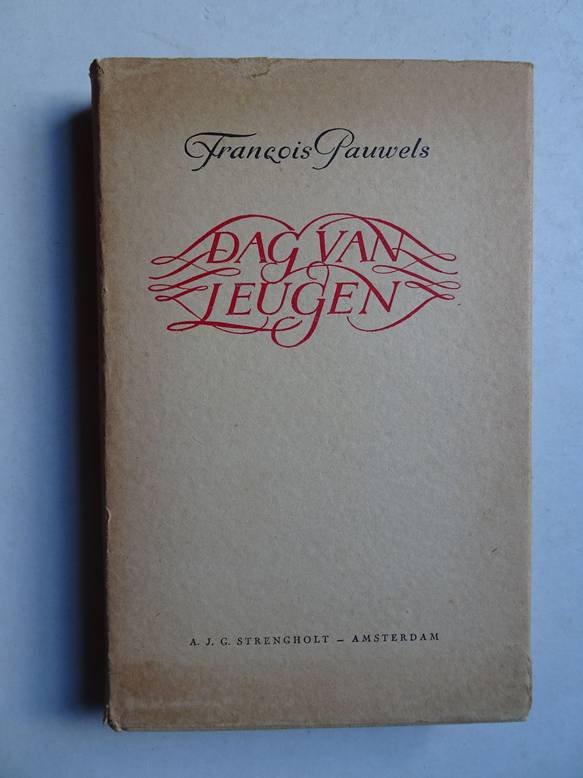 François Pauwels
DAG VAN
LEUGEN
A. J. G. STRENGHOLT – AMSTERDAM